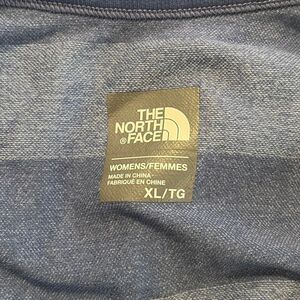 THE
NORTH
®FACE
WOMENS/FEMMES
MADE IN CHINA
FABRIQUÉ EN CHINE
XL/TG